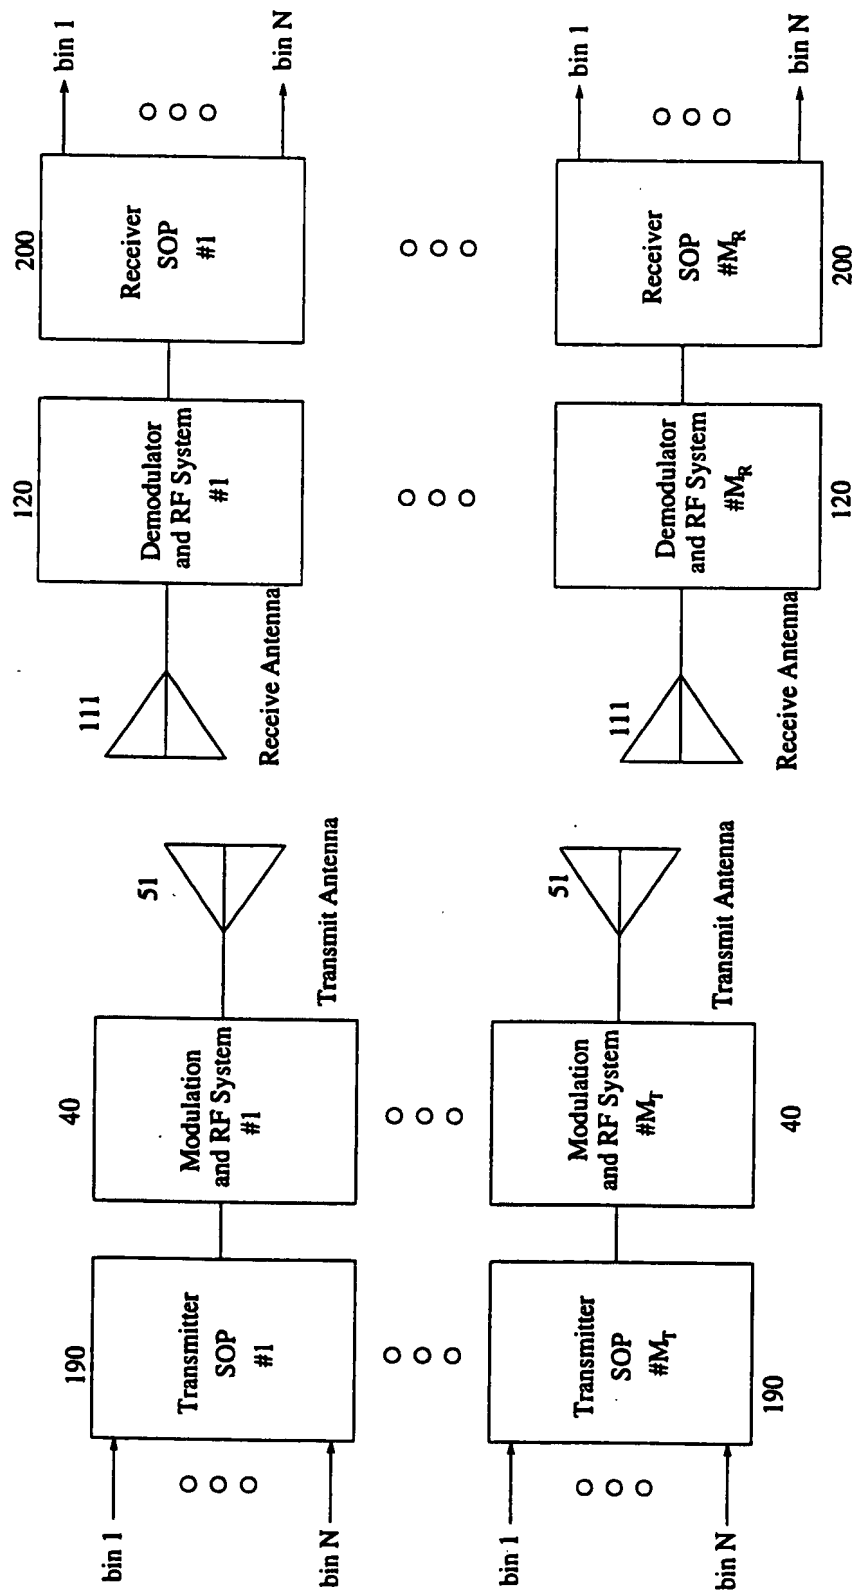 bin 1
bin N
190
Transmitter
SOP
#1
40
Modulation
and RF System
#1
51
Transmit Antenna
111
Receive Antenna
120
Demodulator
and RF System
#1
200
Receiver
SOP
#1
bin 1
bin N
bin 1
bin N
Transmitter
SOP
#M_T
190
Modulation
and RF System
#M_T
40
51
Transmit Antenna
111
Receive Antenna
Demodulator
and RF System
#M_R
120
Receiver
SOP
#M_R
200
bin 1
bin N